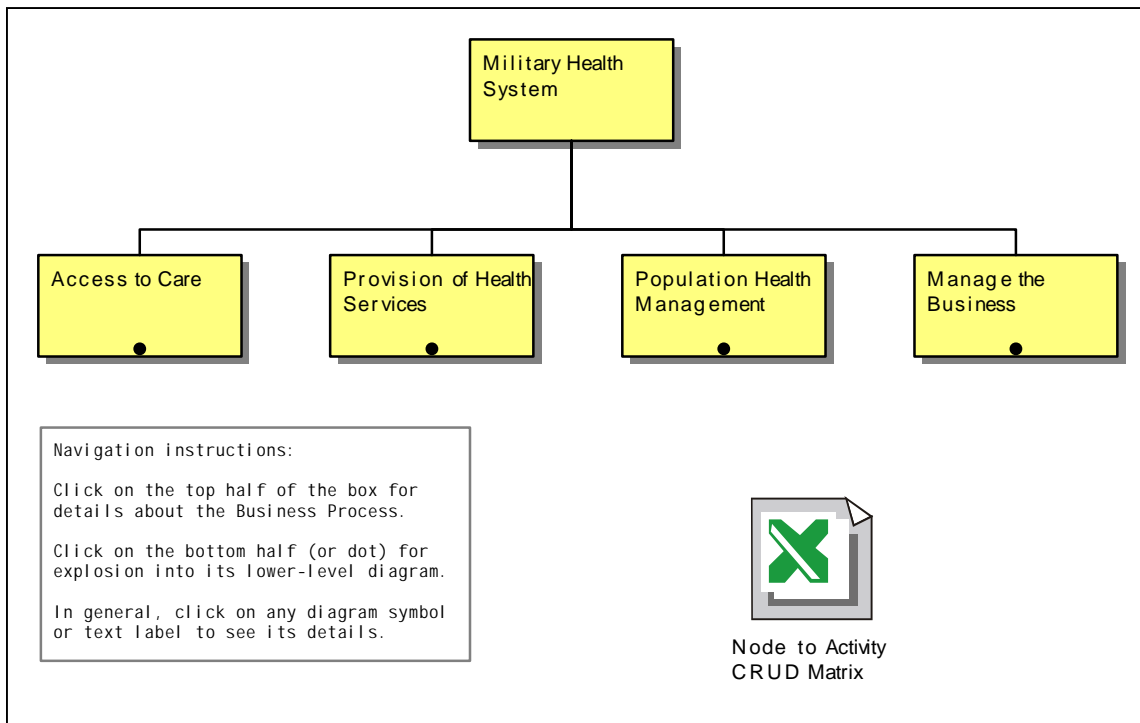 Military Health
System
Access to Care
Provision of Health
Services
Population Health
Management
Manage the
Business
Navigation instructions:
Click on the top half of the box for
details about the Business Process.
Click on the bottom half (or dot) for
explosion into its lower-level diagram.
In general, click on any diagram symbol
or text label to see its details.
Node to Activity
CRUD Matrix